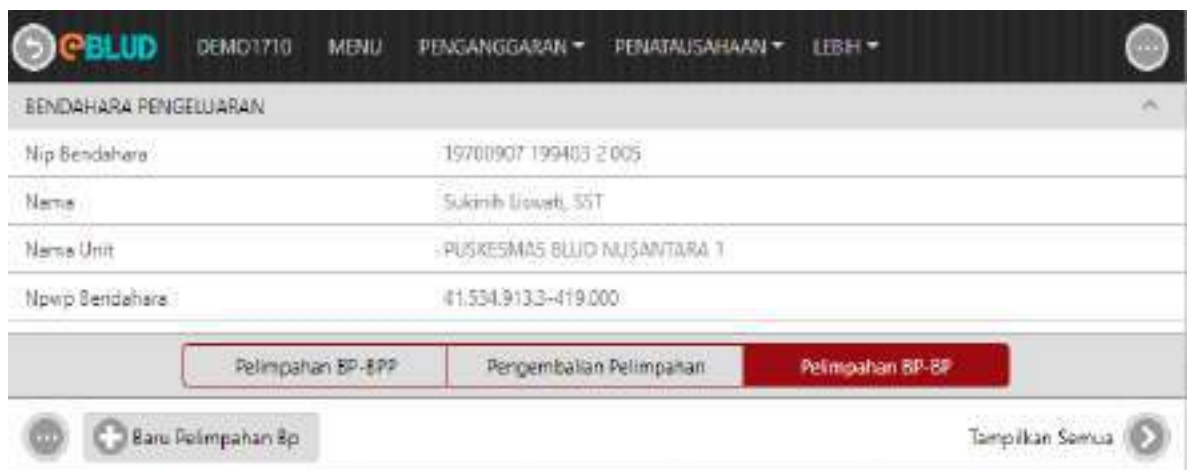 eBLUD DEMO1710 MENU PENGANGGARAN PENATAUSAHAAN LEBIH
BENDAHARA PENGELUARAN
Nip Bendahara 19700907 199403 2 005
Nama Sukinih SST
Nama Unit PUSKESMAS BLUD NUSANTARA 1
Npwp Bendahara 41.534.913.3-419.000
Pelimpahan BP-BPP Pengembalian Pelimpahan Pelimpahan BP-BP
Baru Pelimpahan Bp Tampilkan Semua